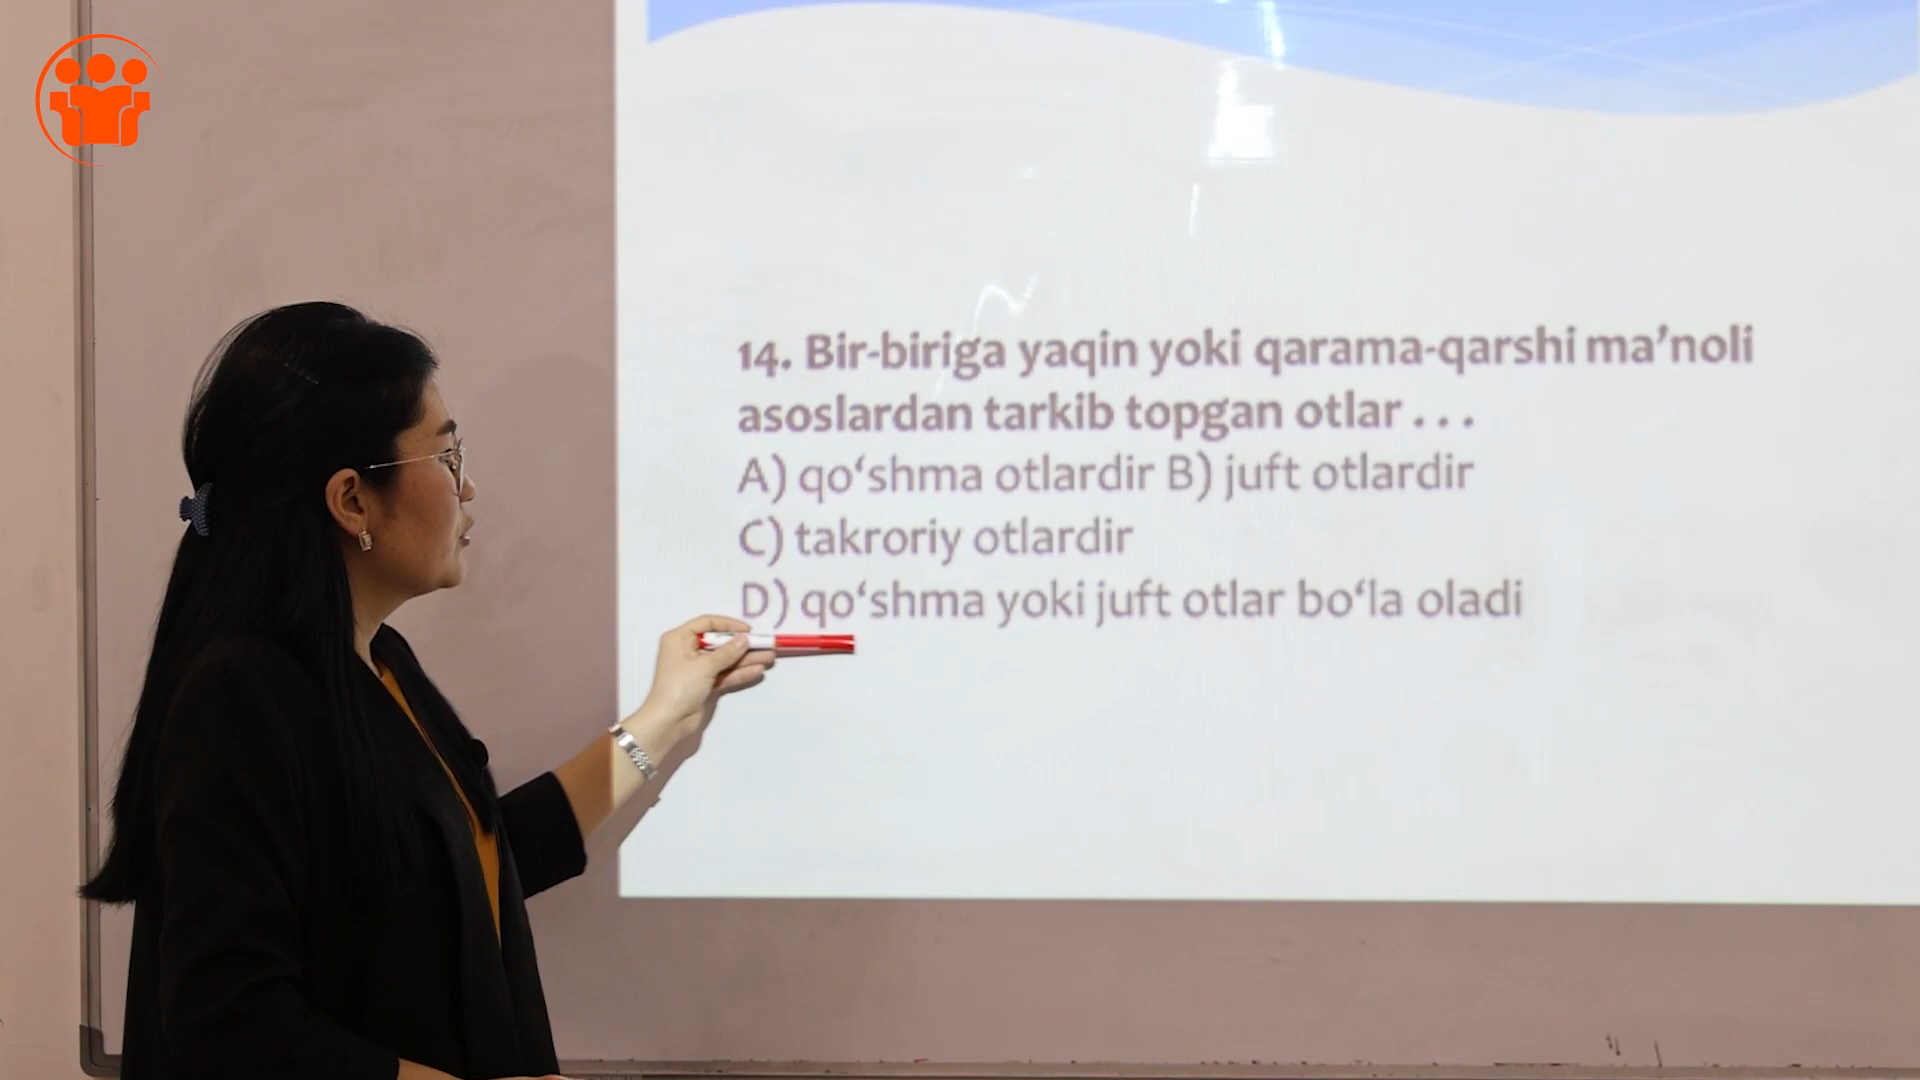 14. Bir-biriga yaqin yoki qarama-qarshi ma’noli
asoslardan tarkib topgan otlar . . .
A) qo‘shma otlardir B) juft otlardir
C) takroriy otlardir
D) qo‘shma yoki juft otlar bo‘la oladi